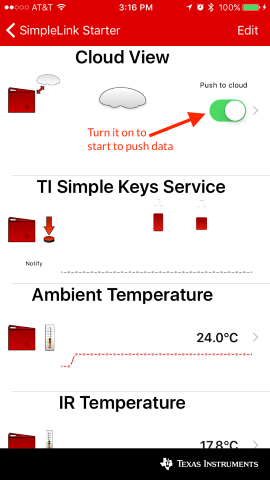 AT&T 3:16 PM 100%
SimpleLink Starter Edit
Cloud View
Push to cloud
Turn it on to
start to push data
TI Simple Keys Service
Notify
Ambient Temperature
24.0°C
IR Temperature
17.8°C
TEXAS INSTRUMENTS